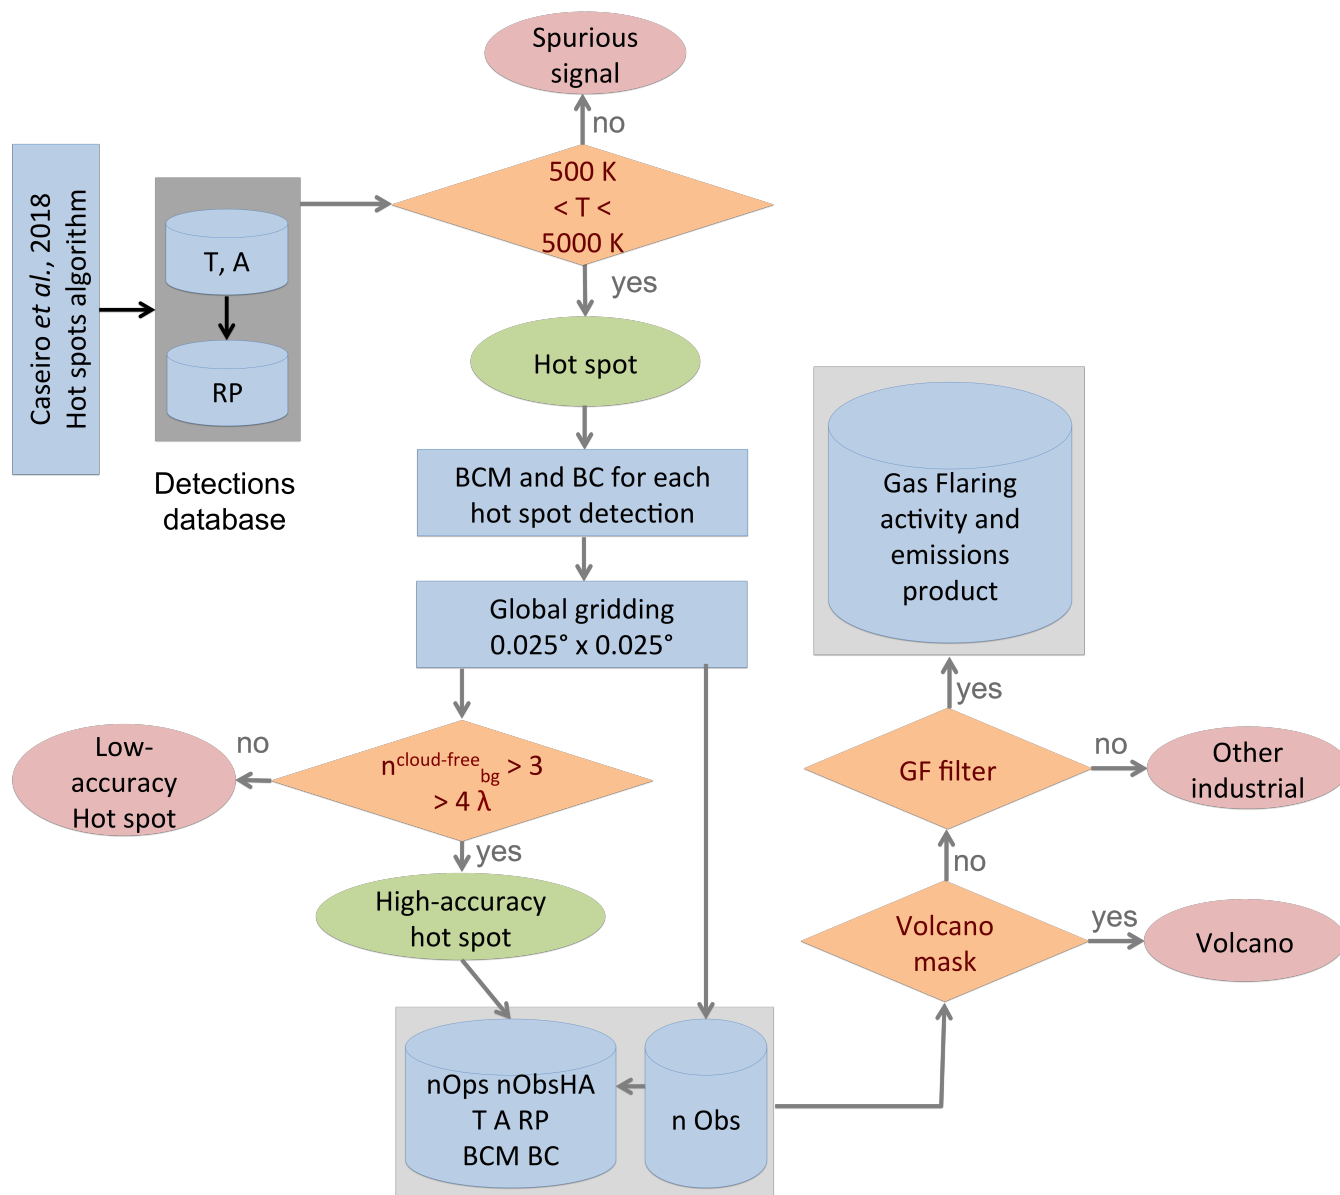 Spurious
signal
no
500 K
< T <
5000 K
yes
Caseiro et al., 2018
Hot spots algorithm
T, A
RP
Detections
database
Hot spot
BCM and BC for each
hot spot detection
Global gridding
0.025° x 0.025°
no
Low-
accuracy
Hot spot
n^cloud-free_bg > 3
> 4 λ
yes
High-accuracy
hot spot
nOps nObsHA
T A RP
BCM BC
n Obs
Gas Flaring
activity and
emissions
product
yes
GF filter
no
Other
industrial
no
Volcano
mask
yes
Volcano